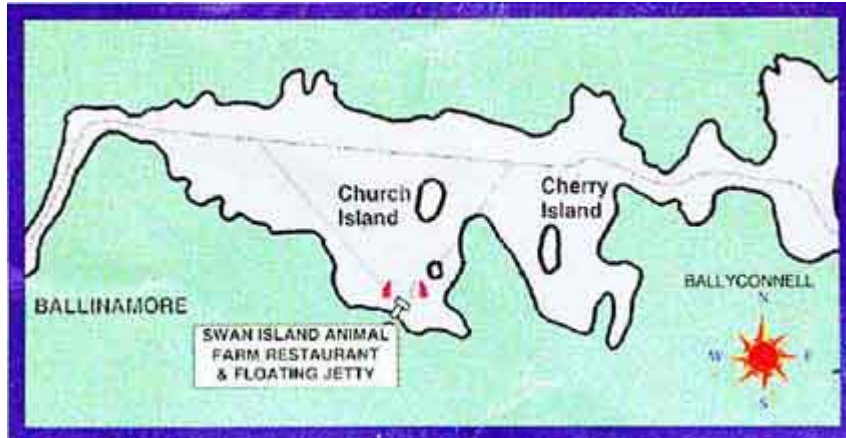 Church
Island
Cherry
Island
BALLINAMORE
SWAN ISLAND ANIMAL
FARM RESTAURANT
& FLOATING JETTY
BALLYCONNELL
N
W
E
S